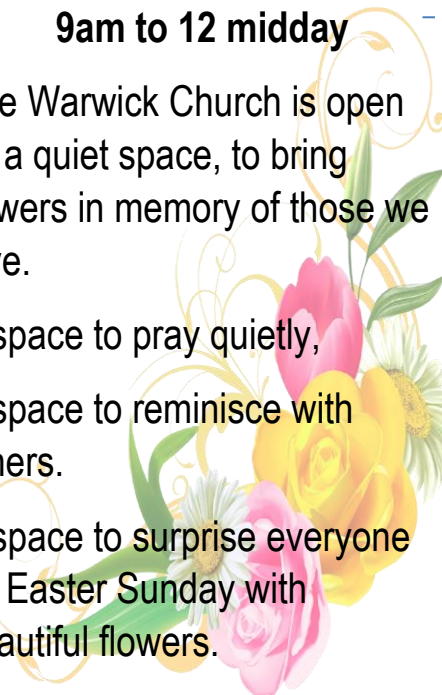 9am to 12 midday
e Warwick Church is open
a quiet space, to bring
wers in memory of those we
ve.
space to pray quietly,
space to reminisce with
hers.
space to surprise everyone
Easter Sunday with
autiful flowers.